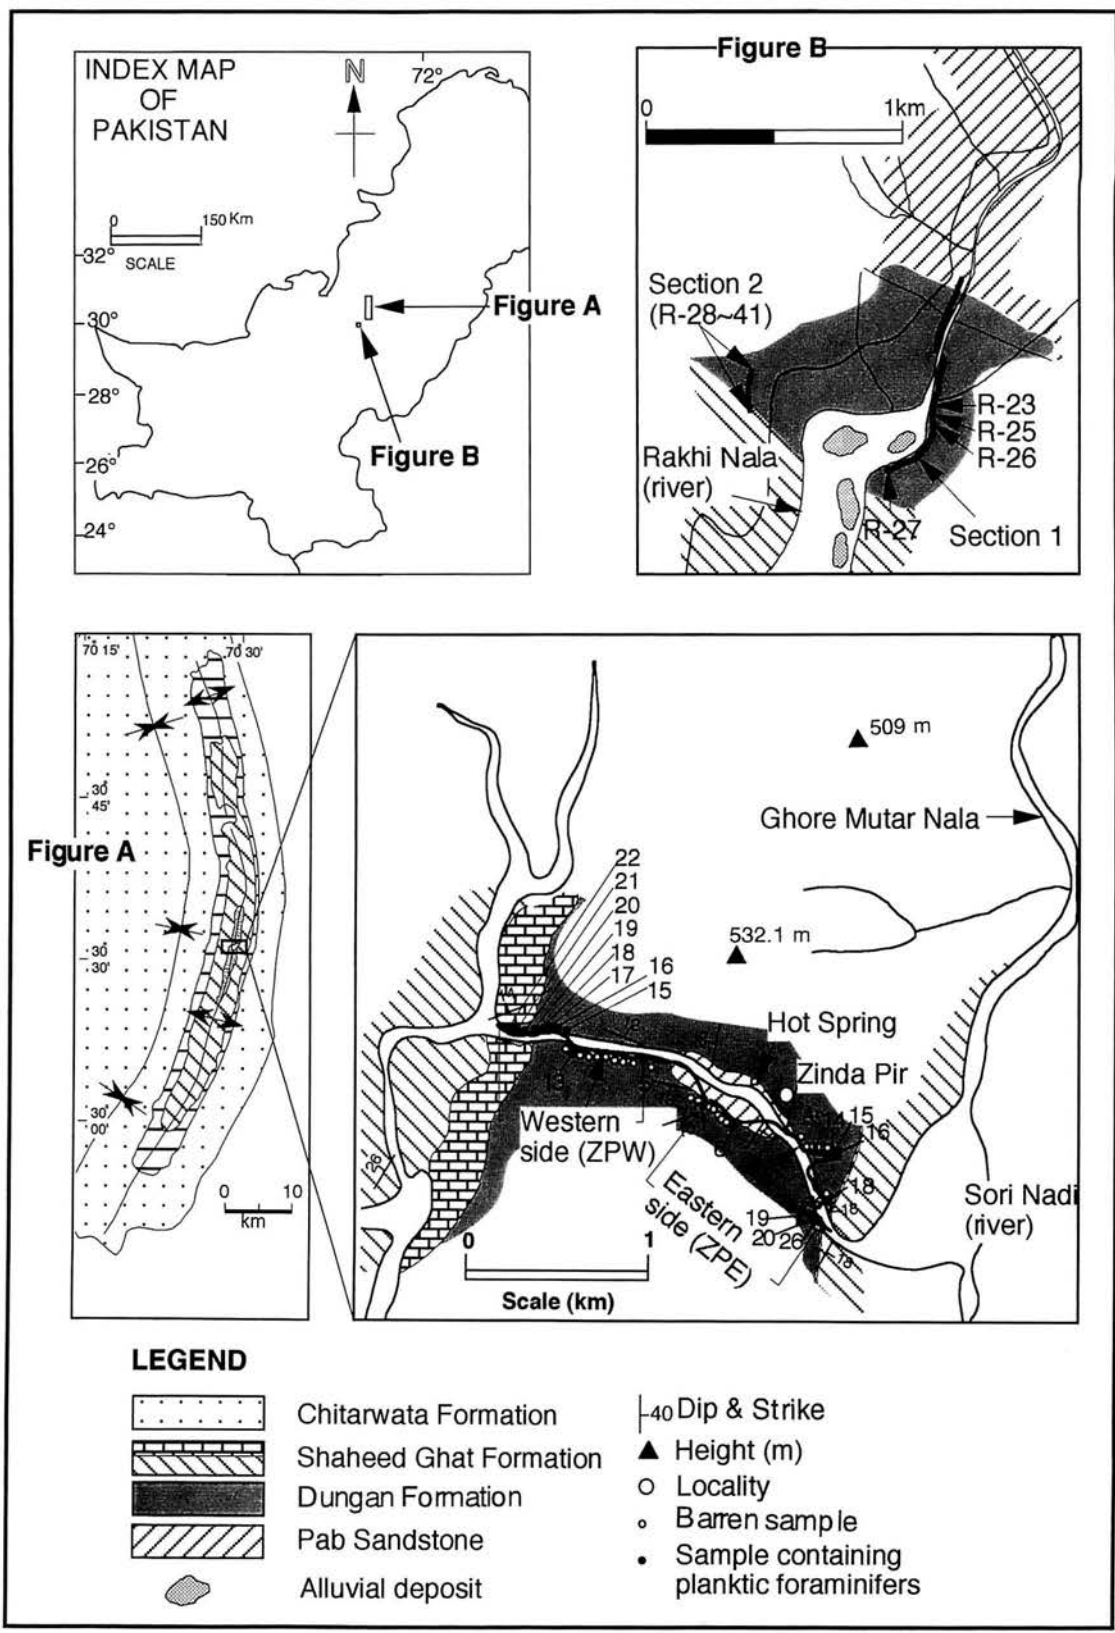 INDEX MAP
OF
PAKISTAN
N
72°
0
150 Km
SCALE
32°
30°
28°
26°
24°
Figure A
Figure B
Figure B
0
1km
Section 2
(R-28~41)
R-23
R-25
R-26
Rakhi Nala
(river)
R-27
Section 1
70 15'
70 30'
30
45'
Figure A
30
30'
30
00'
0
10
km
509 m
Ghore Mutar Nala
532.1 m
22
21
20
19
18
17
16
15
Hot Spring
Zinda Pir
15
16
18
18
19
20
26
18
13
26
Western
side (ZPW)
Eastern
side (ZPE)
Sori Nadi
(river)
0
1
Scale (km)
LEGEND
Chitarwata Formation
Shaheed Ghat Formation
Dungan Formation
Pab Sandstone
Alluvial deposit
40 Dip & Strike
Height (m)
Locality
Barren sample
Sample containing
planktic foraminifers